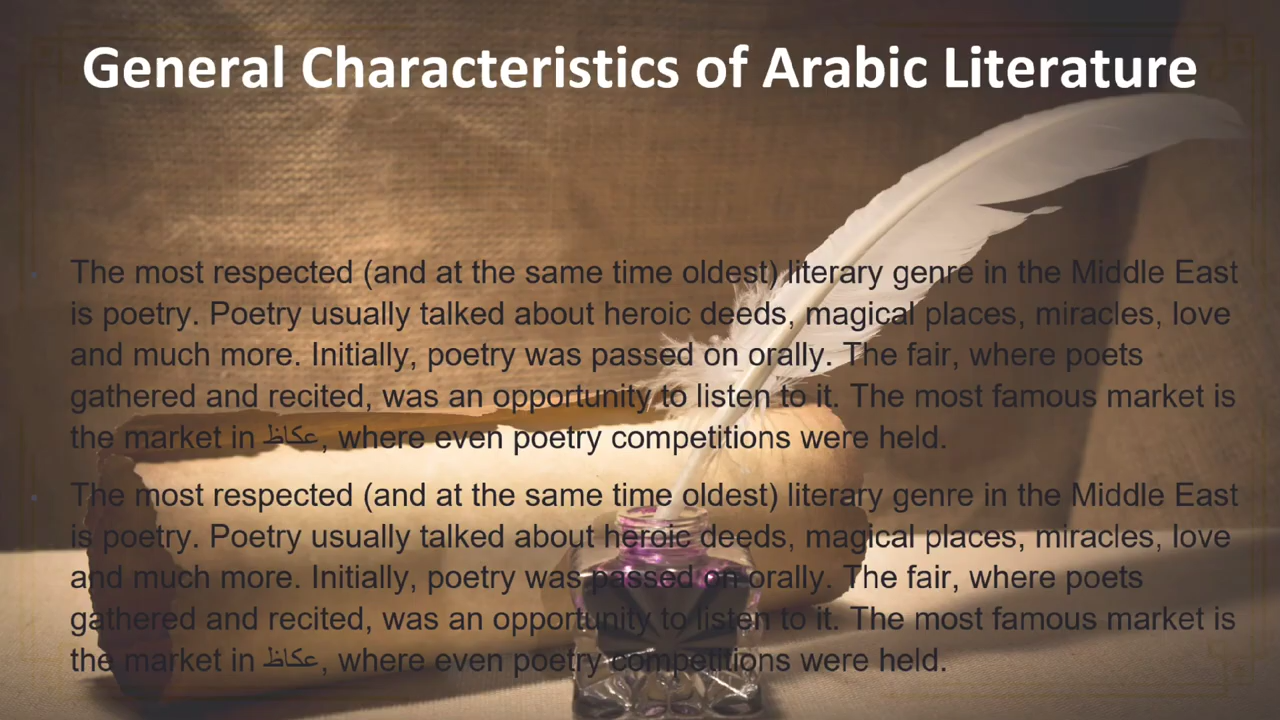 General Characteristics of Arabic Literature
The most respected (and at the same time oldest) literary genre in the Middle East
is poetry. Poetry usually talked about heroic deeds, magical places, miracles, love
and much more. Initially, poetry was passed on orally. The fair, where poets
gathered and recited, was an opportunity to listen to it. The most famous market is
the market in عكاظ, where even poetry competitions were held.
The most respected (and at the same time oldest) literary genre in the Middle East
is poetry. Poetry usually talked about heroic deeds, magical places, miracles, love
and much more. Initially, poetry was passed on orally. The fair, where poets
gathered and recited, was an opportunity to listen to it. The most famous market is
the market in عكاظ, where even poetry competitions were held.